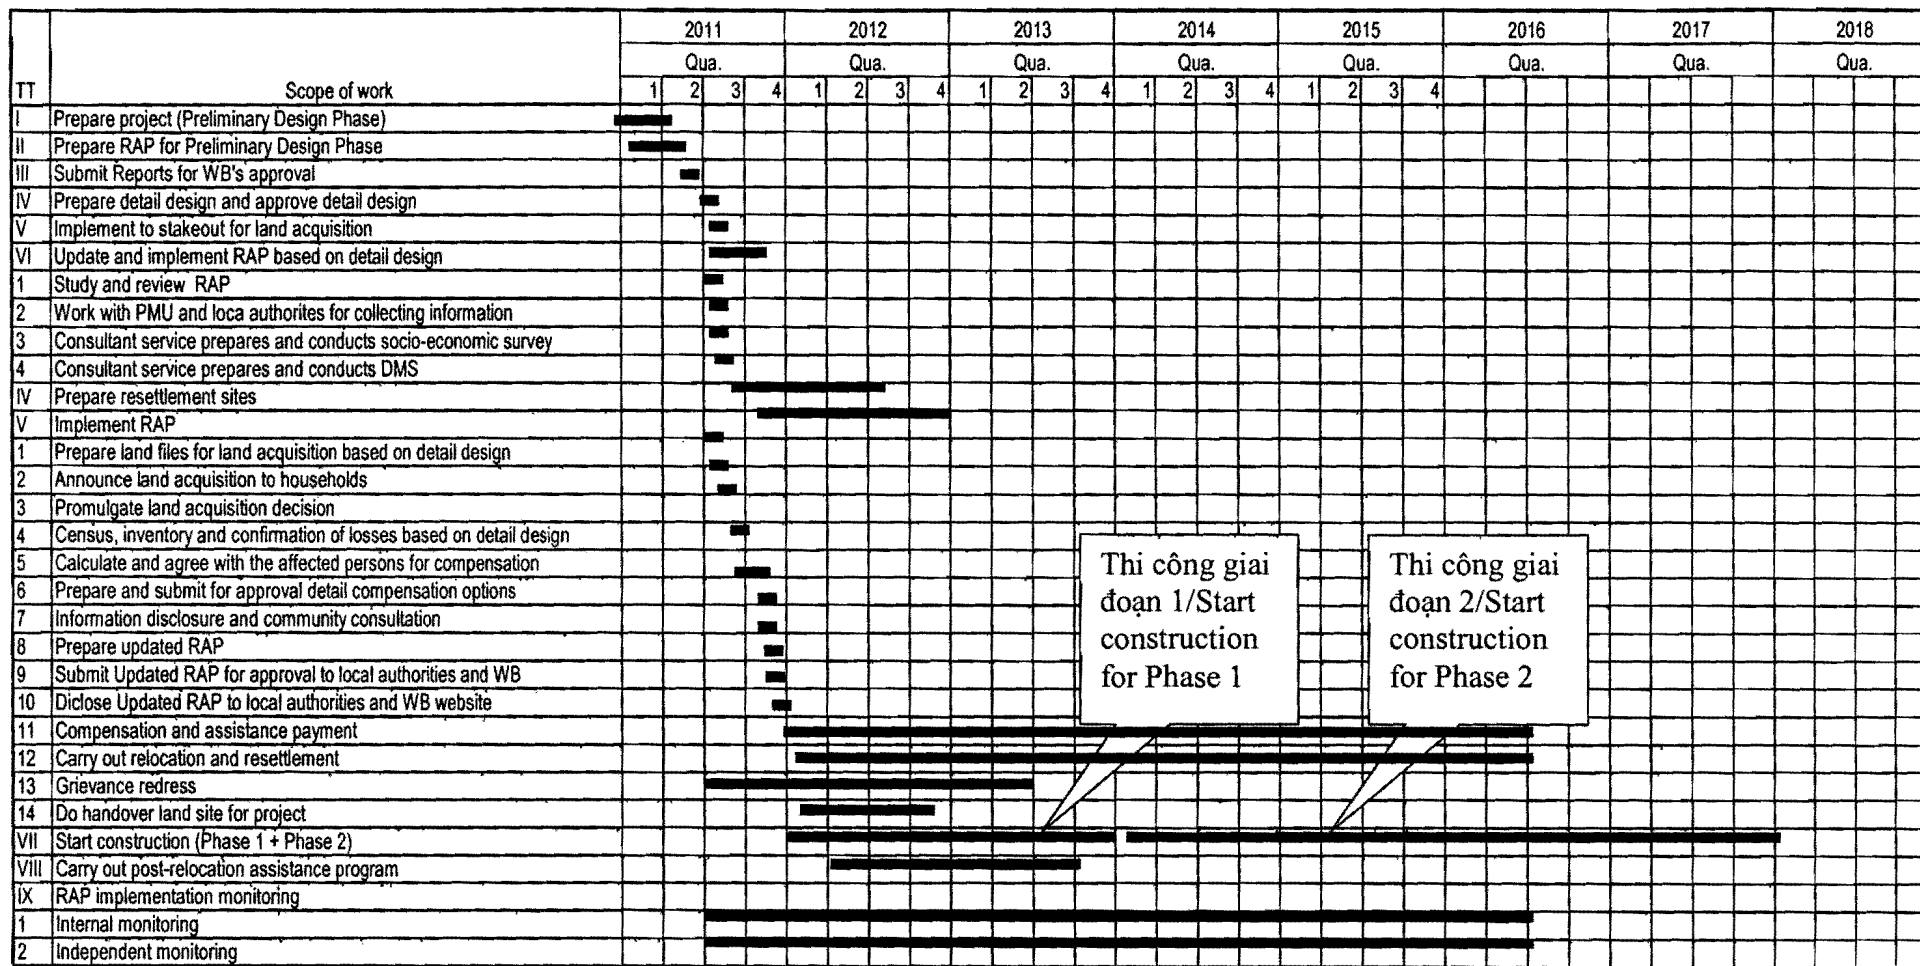 2011 2012 2013 2014 2015 2016 2017 2018
Qua. Qua. Qua. Qua. Qua. Qua. Qua. Qua.
TT Scope of work 1 2 3 4 1 2 3 4 1 2 3 4 1 2 3 4 1 2 3 4
I Prepare project (Preliminary Design Phase)
II Prepare RAP for Preliminary Design Phase
III Submit Reports for WB's approval
IV Prepare detail design and approve detail design
V Implement to stakeout for land acquisition
VI Update and implement RAP based on detail design
1 Study and review RAP
2 Work with PMU and loca authorites for collecting information
3 Consultant service prepares and conducts socio-economic survey
4 Consultant service prepares and conducts DMS
IV Prepare resettlement sites
V Implement RAP
1 Prepare land files for land acquisition based on detail design
2 Announce land acquisition to households
3 Promulgate land acquisition decision
4 Census, inventory and confirmation of losses based on detail design
5 Calculate and agree with the affected persons for compensation
6 Prepare and submit for approval detail compensation options
7 Information disclosure and community consultation
8 Prepare updated RAP
9 Submit Updated RAP for approval to local authorities and WB
10 Diclose Updated RAP to local authorities and WB website
11 Compensation and assistance payment
12 Carry out relocation and resettlement
13 Grievance redress
14 Do handover land site for project
VII Start construction (Phase 1 + Phase 2)
VIII Carry out post-relocation assistance program
IX RAP implementation monitoring
1 Internal monitoring
2 Independent monitoring
Thi công giai
đoạn 1/Start
construction
for Phase 1
Thi công giai
đoạn 2/Start
construction
for Phase 2